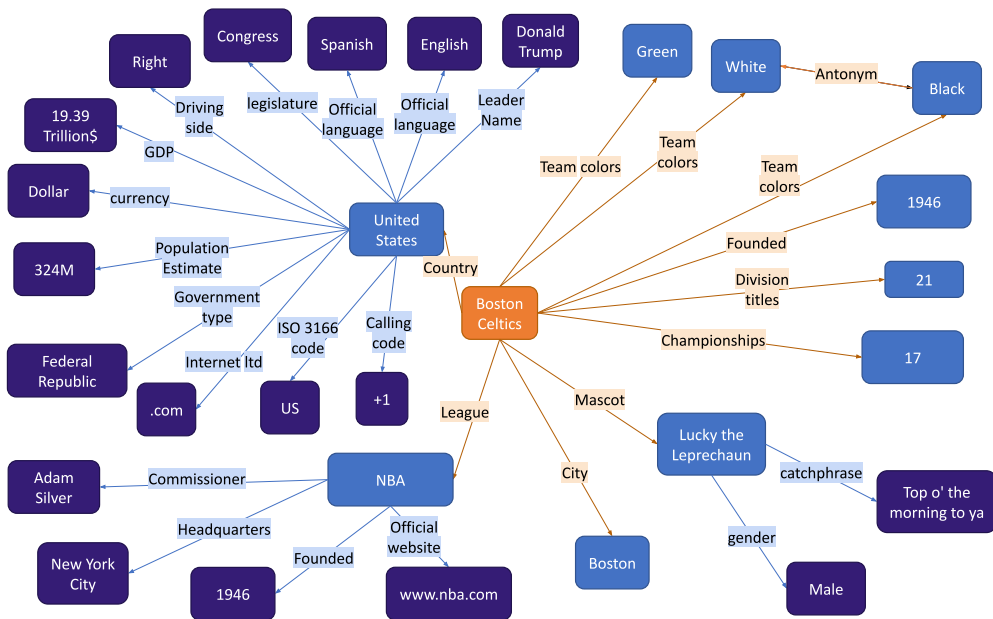 Congress
Spanish
English
Donald
Trump
Right
Green
White
Antonym
Black
19.39
Trillion$
Driving
side
legislature
Official
language
Official
language
Leader
Name
GDP
Team colors
Team
colors
Team
colors
Dollar
currency
United
States
1946
324M
Population
Estimate
Country
Founded
Government
type
Boston
Celtics
Division
titles
21
ISO 3166
code
Calling
code
Championships
17
Federal
Republic
Internet ltd
.com
US
+1
League
Mascot
Lucky the
Leprechaun
catchphrase
Top o' the
morning to ya
Adam
Silver
Commissioner
NBA
City
Headquarters
Official
website
gender
New York
City
Founded
Boston
1946
www.nba.com
Male